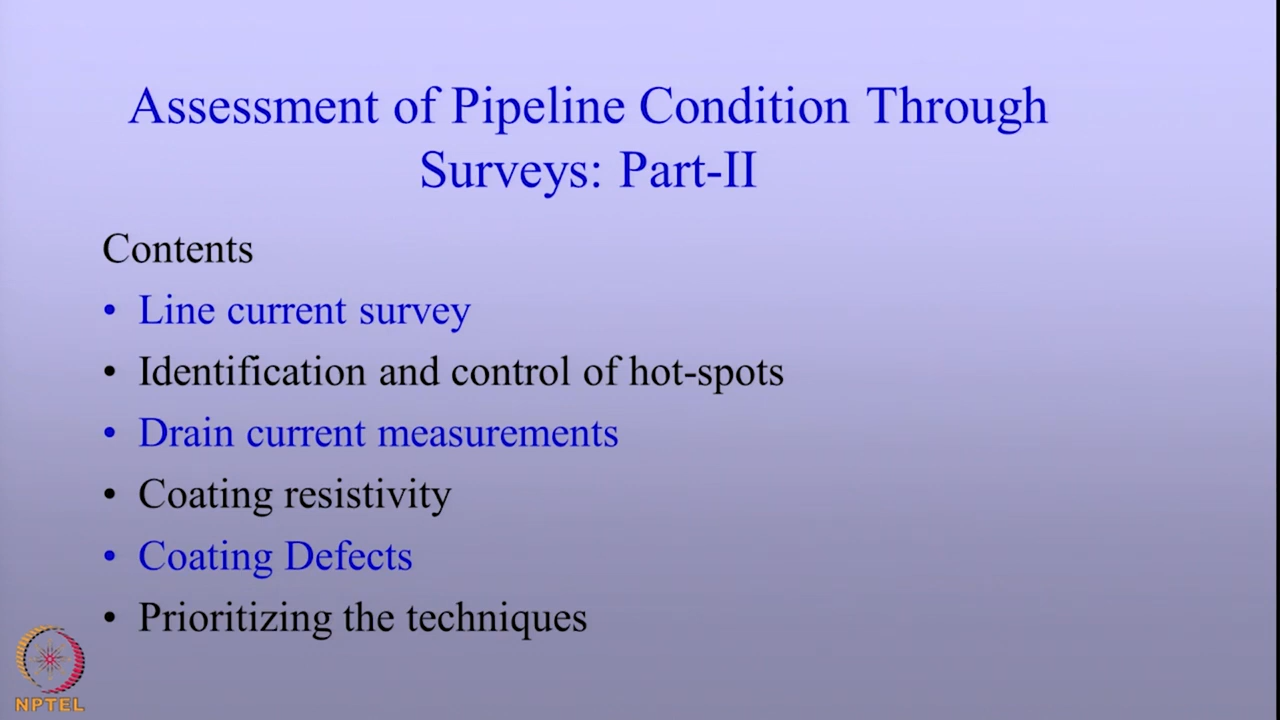 Assessment of Pipeline Condition Through
Surveys: Part-II
Contents
• Line current survey
• Identification and control of hot-spots
• Drain current measurements
• Coating resistivity
• Coating Defects
• Prioritizing the techniques
NPTEL